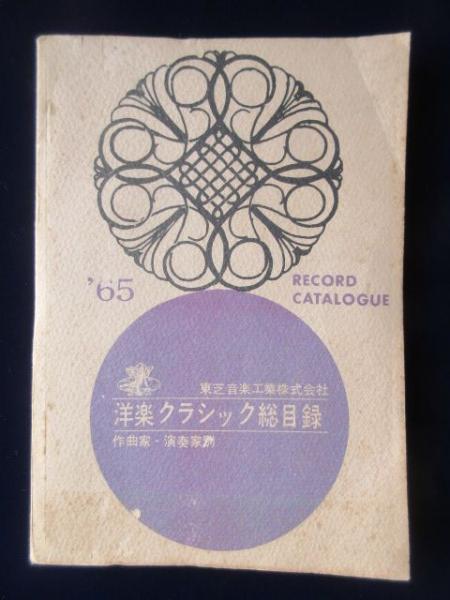 '65
RECORD
CATALOGUE
東芝音楽工業株式会社
洋楽クラシック総目録
作曲家・演奏家別